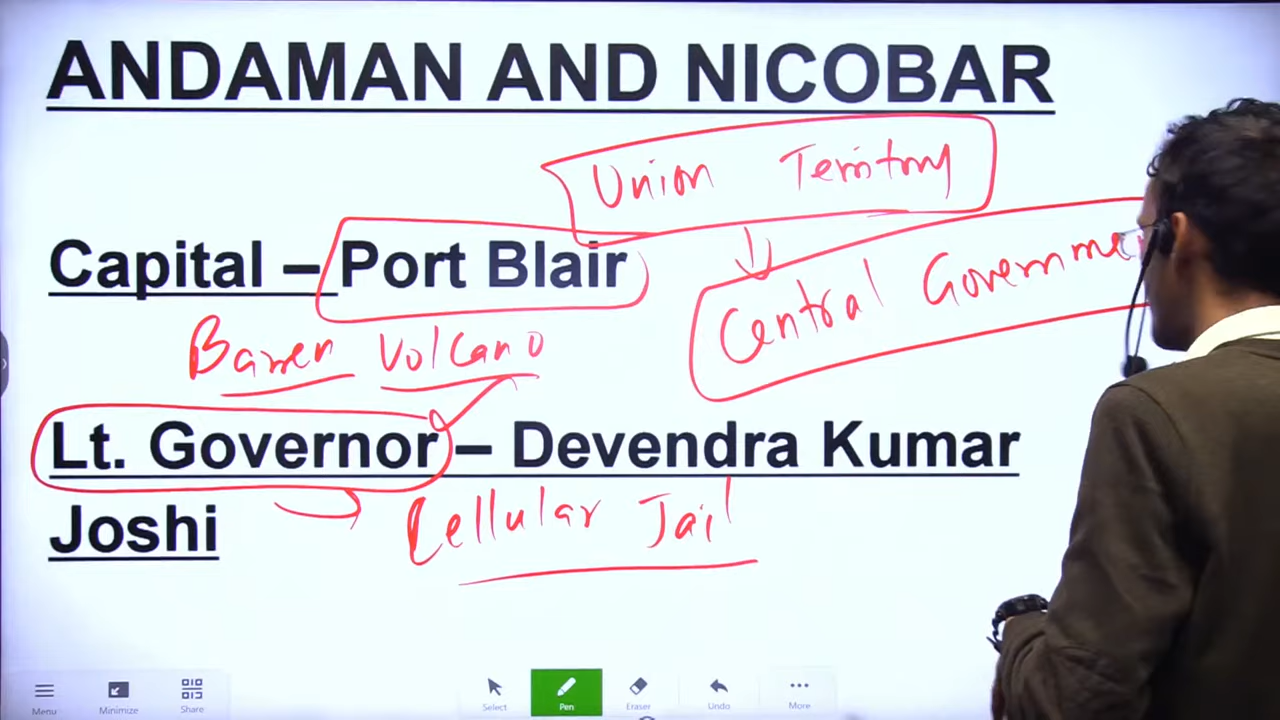 ANDAMAN AND NICOBAR
Union Territory
Capital – Port Blair
Central Governme
Barren Volcano
Lt. Governor – Devendra Kumar
Joshi
Cellular Jail
Menu
Minimize
Share
Select
Pen
Eraser
Undo
More